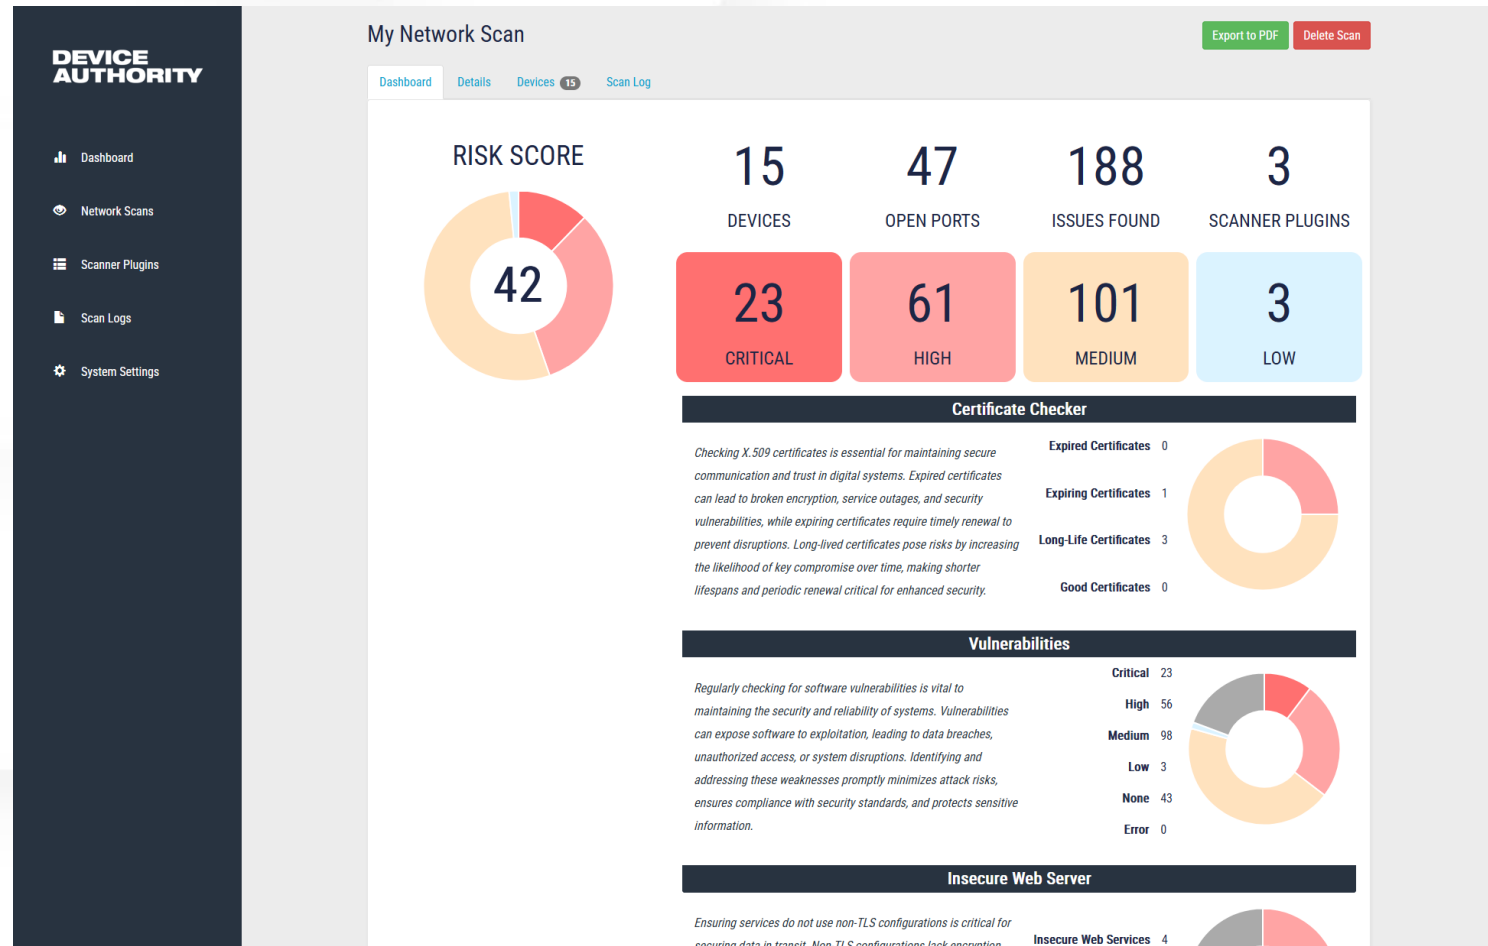 DEVICE
AUTHORITY
Dashboard
Network Scans
Scanner Plugins
Scan Logs
System Settings
My Network Scan
Export to PDF
Delete Scan
Dashboard Details Devices 15 Scan Log
RISK SCORE
42
15
DEVICES
47
OPEN PORTS
188
ISSUES FOUND
3
SCANNER PLUGINS
23
CRITICAL
61
HIGH
101
MEDIUM
3
LOW
Certificate Checker
Checking X.509 certificates is essential for maintaining secure
communication and trust in digital systems. Expired certificates
can lead to broken encryption, service outages, and security
vulnerabilities, while expiring certificates require timely renewal to
prevent disruptions. Long-lived certificates pose risks by increasing
the likelihood of key compromise over time, making shorter
lifespans and periodic renewal critical for enhanced security.
Expired Certificates 0
Expiring Certificates 1
Long-Life Certificates 3
Good Certificates 0
Vulnerabilities
Regularly checking for software vulnerabilities is vital to
maintaining the security and reliability of systems. Vulnerabilities
can expose software to exploitation, leading to data breaches,
unauthorized access, or system disruptions. Identifying and
addressing these weaknesses promptly minimizes attack risks,
ensures compliance with security standards, and protects sensitive
information.
Critical 23
High 56
Medium 98
Low 3
None 43
Error 0
Insecure Web Server
Ensuring services do not use non-TLS configurations is critical for
securing data in transit. Non-TLS configurations lack encryption
Insecure Web Services 4